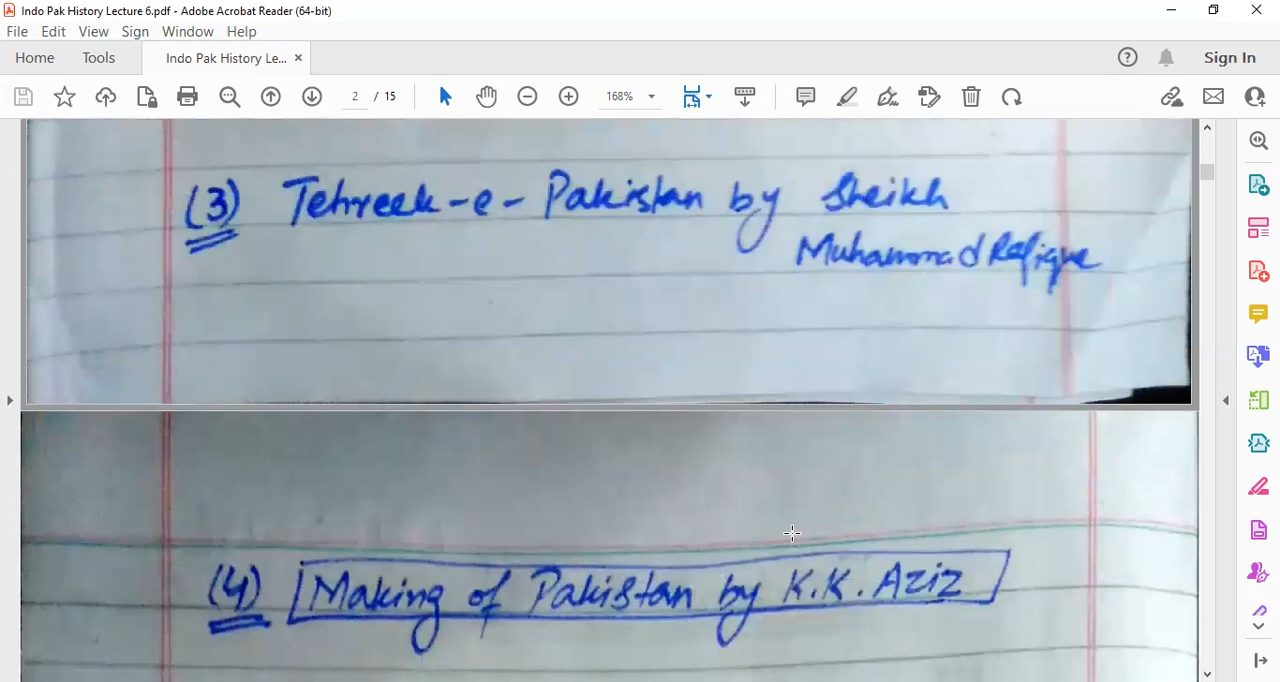 Indo Pak History Lecture 6.pdf - Adobe Acrobat Reader (64-bit)
File Edit View Sign Window Help
Home Tools Indo Pak History Le... × Sign In
2 / 15 168%
(3) Tehreek-e-Pakistan by Sheikh
Muhammad Rafique
(4) Making of Pakistan by K.K. Aziz